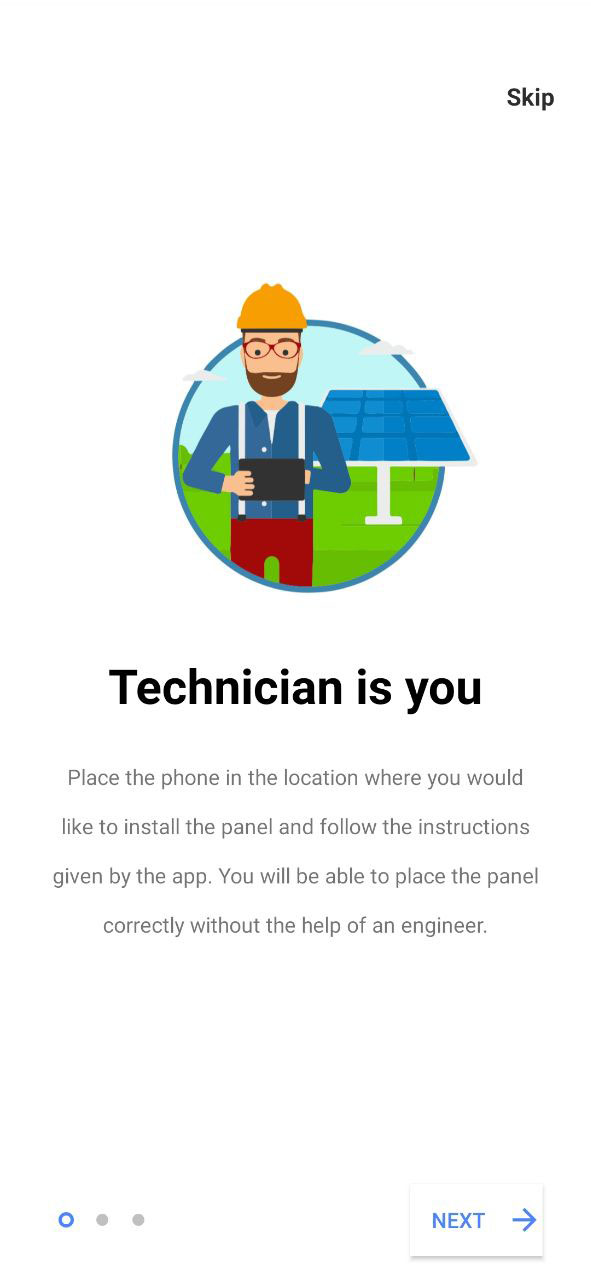 Skip
Technician is you
Place the phone in the location where you would
like to install the panel and follow the instructions
given by the app. You will be able to place the panel
correctly without the help of an engineer.
NEXT